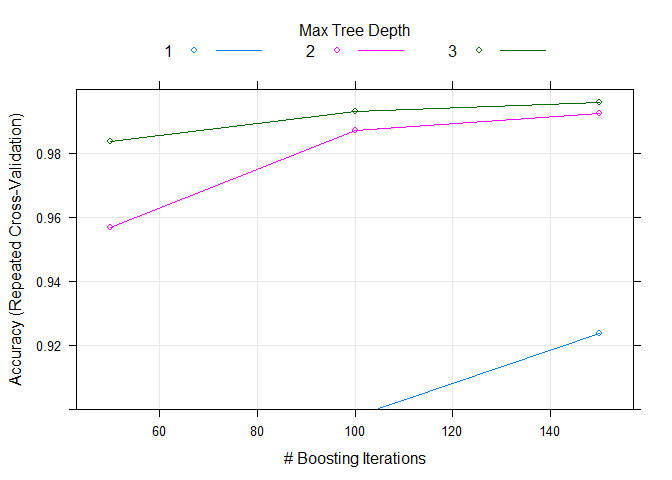 Max Tree Depth
1 2 3
Accuracy (Repeated Cross-Validation)
0.98
0.96
0.94
0.92
60 80 100 120 140
# Boosting Iterations